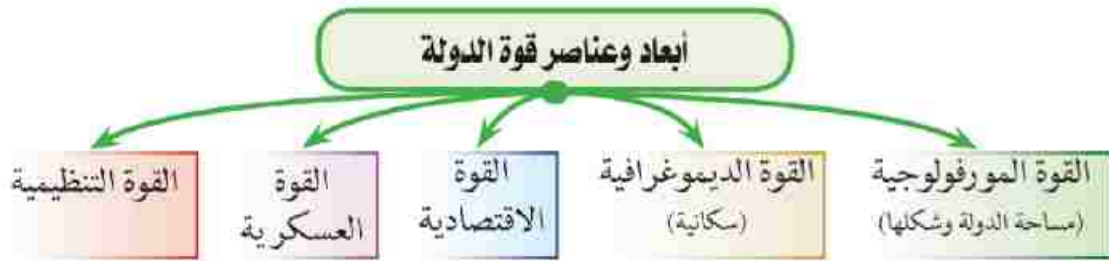 أبعاد وعناصر قوة الدولة
القوة المورفولوجية
(مساحة الدولة وشكلها)
القوة الديموغرافية
(سكانية)
القوة
الاقتصادية
القوة
العسكرية
القوة التنظيمية